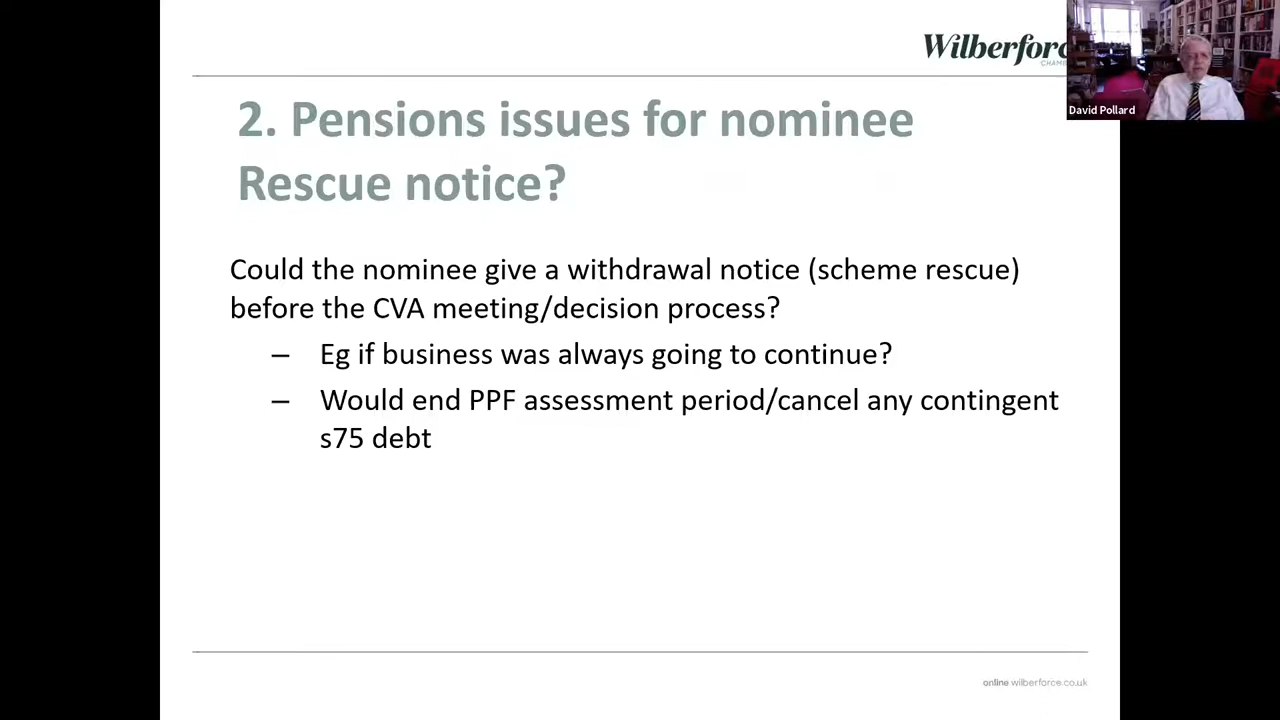 Wilberforc
CHAM
David Pollard
2. Pensions issues for nominee
Rescue notice?
Could the nominee give a withdrawal notice (scheme rescue)
before the CVA meeting/decision process?
– Eg if business was always going to continue?
– Would end PPF assessment period/cancel any contingent
s75 debt
online wilberforce.co.uk